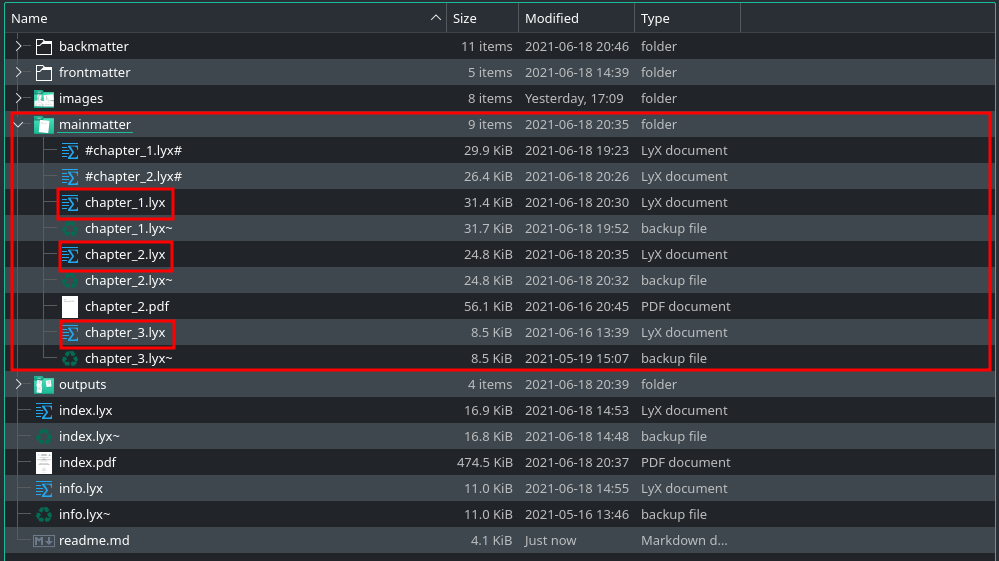 Name Size Modified Type
backmatter 11 items 2021-06-18 20:46 folder
frontmatter 5 items 2021-06-18 14:39 folder
images 8 items Yesterday, 17:09 folder
mainmatter 9 items 2021-06-18 20:35 folder
#chapter_1.lyx# 29.9 KiB 2021-06-18 19:23 LyX document
#chapter_2.lyx# 26.4 KiB 2021-06-18 20:26 LyX document
chapter_1.lyx 31.4 KiB 2021-06-18 20:30 LyX document
chapter_1.lyx~ 31.7 KiB 2021-06-18 19:52 backup file
chapter_2.lyx 24.8 KiB 2021-06-18 20:35 LyX document
chapter_2.lyx~ 24.8 KiB 2021-06-18 20:32 backup file
chapter_2.pdf 56.1 KiB 2021-06-16 20:45 PDF document
chapter_3.lyx 8.5 KiB 2021-06-16 13:39 LyX document
chapter_3.lyx~ 8.5 KiB 2021-05-19 15:07 backup file
outputs 4 items 2021-06-18 20:39 folder
index.lyx 16.9 KiB 2021-06-18 14:53 LyX document
index.lyx~ 16.8 KiB 2021-06-18 14:48 backup file
index.pdf 474.5 KiB 2021-06-18 20:37 PDF document
info.lyx 11.0 KiB 2021-06-18 14:55 LyX document
info.lyx~ 11.0 KiB 2021-05-16 13:46 backup file
readme.md 4.1 KiB Just now Markdown d...